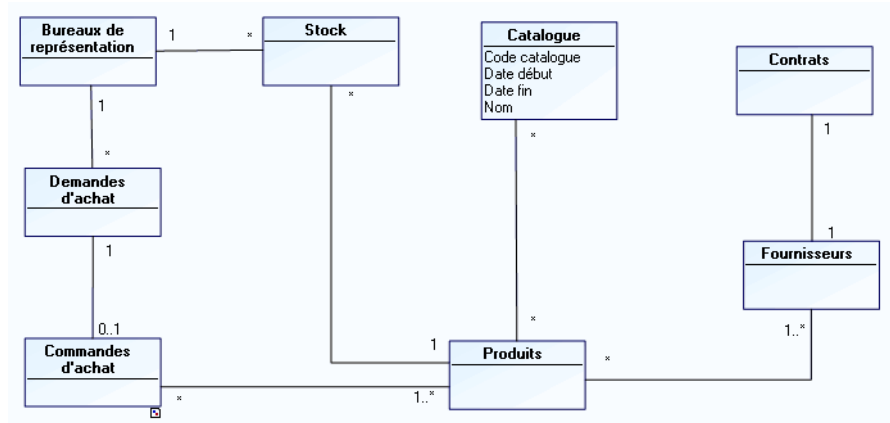 Bureaux de
représentation
1
*
Stock
*
Catalogue
Code catalogue
Date début
Date fin
Nom
*
Contrats
1
1
*
Demandes
d'achat
1
1
Fournisseurs
0..1
Commandes
d'achat
*
1..*
1
Produits
*
*
1..*